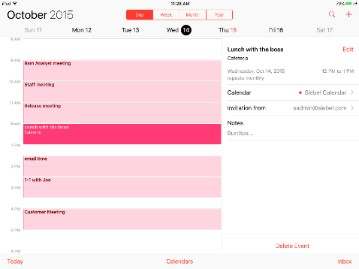 iPad
11:28 AM
October 2015
Day
Week
Month
Year
Sun 11
Mon 12
Tue 13
Wed 14
Thu 15
Fri 16
Sat 17
8am Analyst meeting
Staff meeting
Release meeting
Lunch with the boss
Cafeteria
email time
1-1 with Joe
Customer Meeting
Lunch with the boss
Edit
Cafeteria
Wednesday, Oct 14, 2015
12 PM to 1 PM
repeats monthly
Calendar
Siebel Calendar
Invitation from
sadmin@siebel.com
Notes
Burritos...
Delete Event
Today
Calendars
Inbox